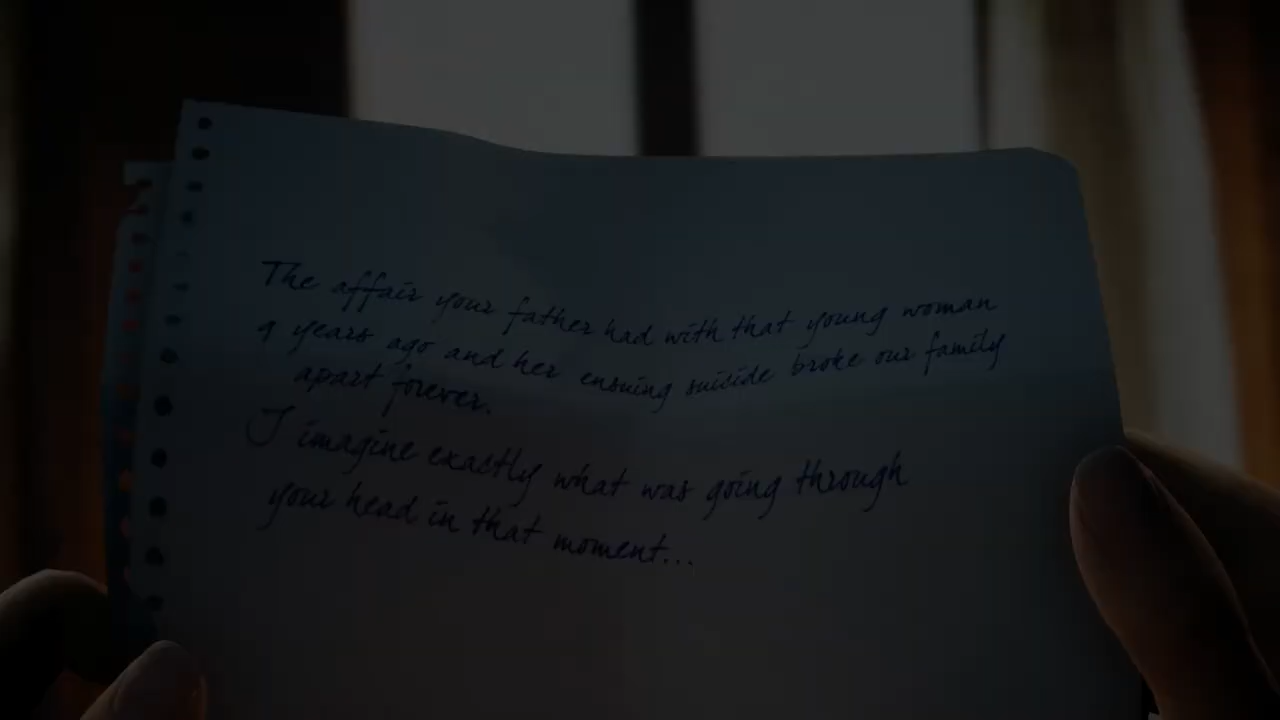 The affair your father had with that young woman
9 years ago and her ensuing suicide broke our family
apart forever.
I imagine exactly what was going through
your head in that moment...